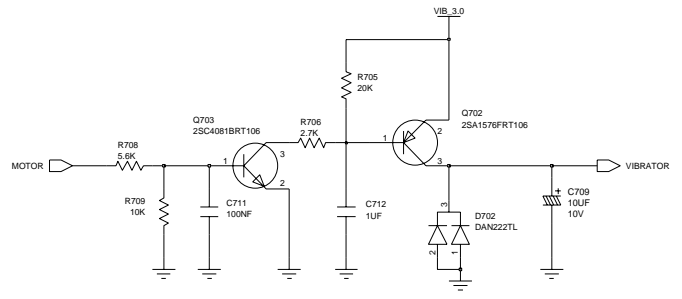 VIB_3.0
R705
20K
Q703
2SC4081BRT106
R706
2.7K
Q702
2SA1576FRT106
R708
5.6K
MOTOR
1
3
2
1
2
3
VIBRATOR
R709
10K
C711
100NF
C712
1UF
3
D702
DAN222TL
2
1
+
C709
10UF
10V